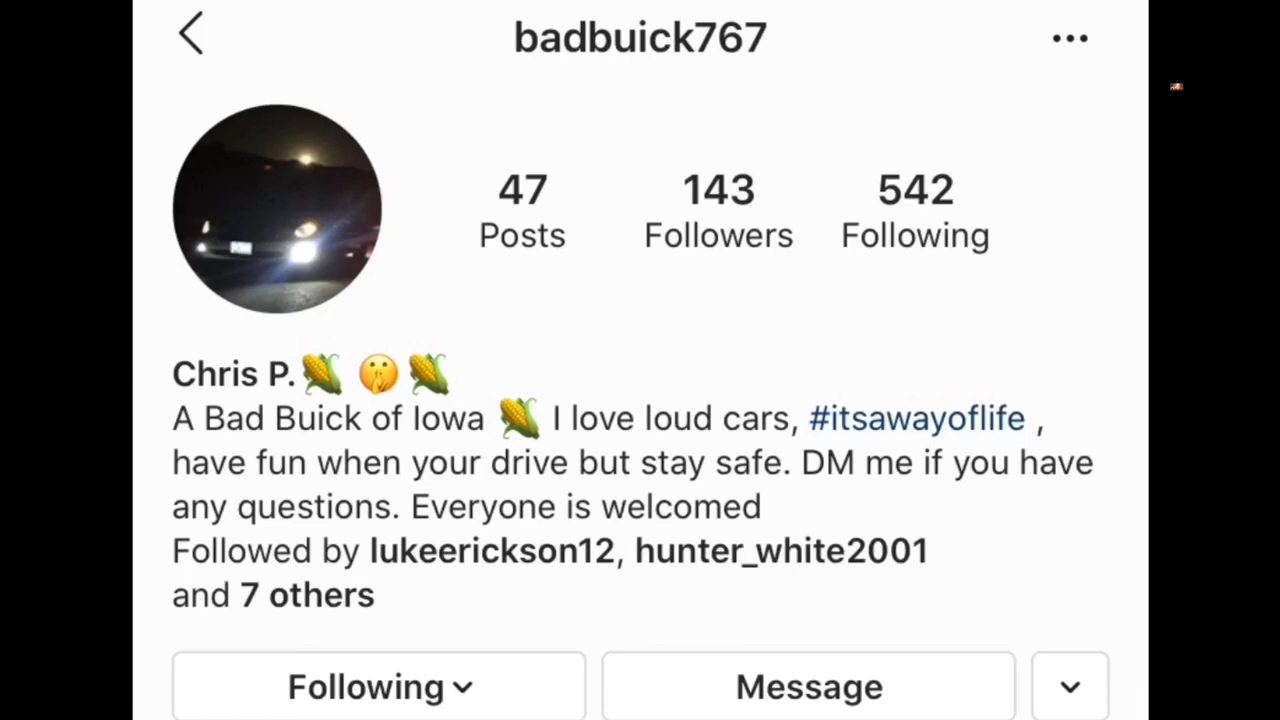 badbuick767
47 143 542
Posts Followers Following
Chris P.🌽 🤫 🌽
A Bad Buick of Iowa 🌽 I love loud cars, #itsawayoflife ,
have fun when your drive but stay safe. DM me if you have
any questions. Everyone is welcomed
Followed by lukeerickson12, hunter_white2001
and 7 others
Following Message